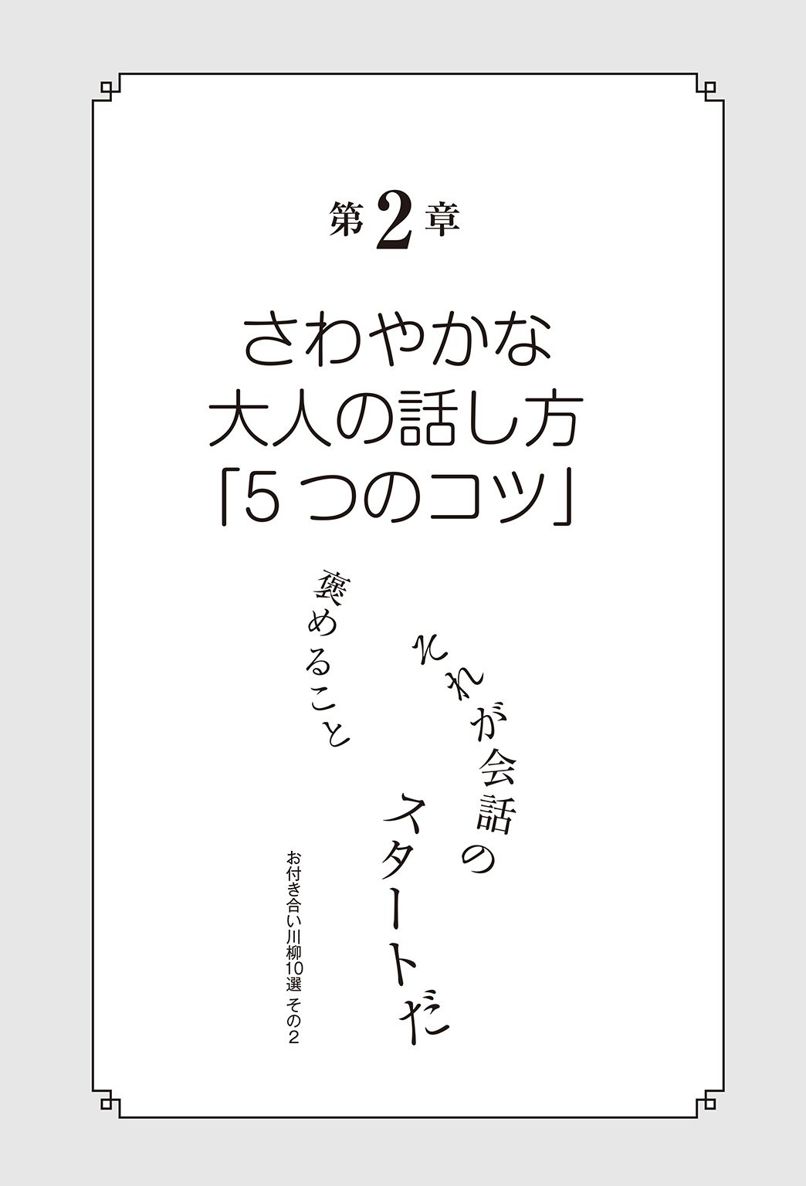 第2章
さわやかな
大人の話し方
「5つのコツ」
褒めること
それが会話の
スタートだ
お付き合い川柳10選 その2